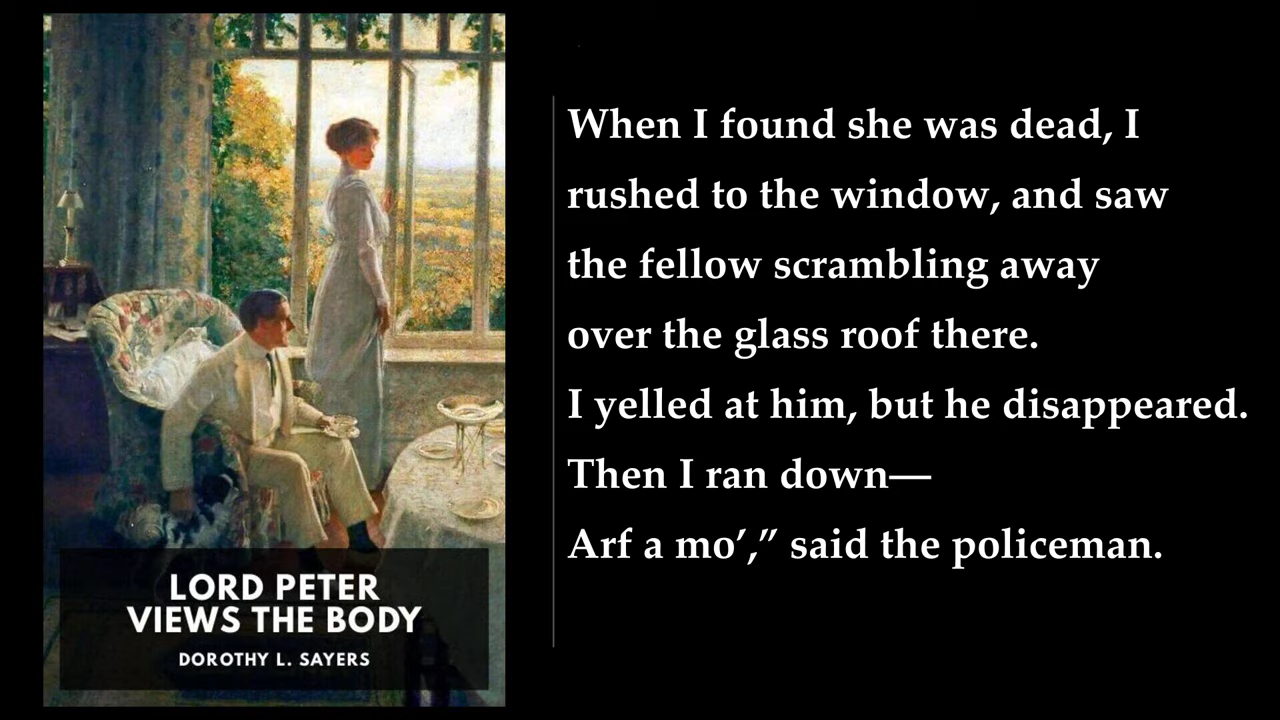 LORD PETER
VIEWS THE BODY
DOROTHY L. SAYERS
When I found she was dead, I
rushed to the window, and saw
the fellow scrambling away
over the glass roof there.
I yelled at him, but he disappeared.
Then I ran down—
Arf a mo’,” said the policeman.